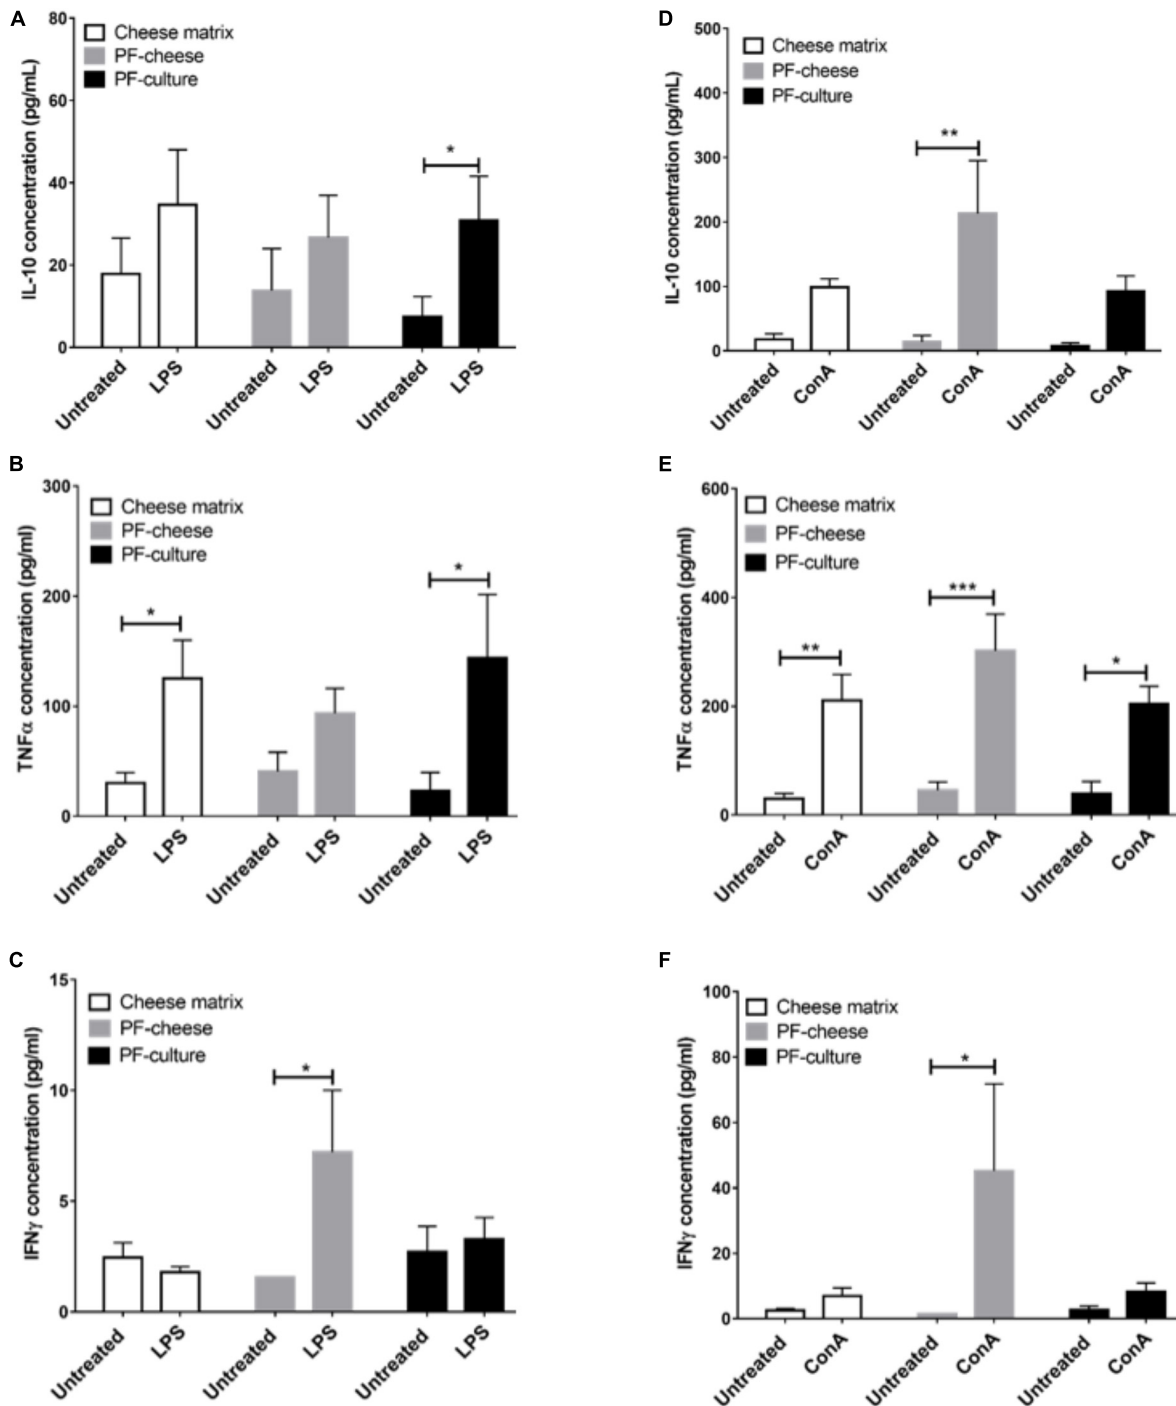 A
IL-10 concentration (pg/mL)
80
60
40
20
0
Cheese matrix
PF-cheese
PF-culture
*
Untreated
LPS
Untreated
LPS
Untreated
LPS
D
IL-10 concentration (pg/mL)
500
400
300
200
100
0
Cheese matrix
PF-cheese
PF-culture
**
Untreated
ConA
Untreated
ConA
Untreated
ConA
B
TNFα concentration (pg/ml)
300
200
100
0
Cheese matrix
PF-cheese
PF-culture
*
*
Untreated
LPS
Untreated
LPS
Untreated
LPS
E
TNFα concentration (pg/ml)
600
400
200
0
Cheese matrix
PF-cheese
PF-culture
**
***
*
Untreated
ConA
Untreated
ConA
Untreated
ConA
C
IFNγ concentration (pg/ml)
15
10
5
0
Cheese matrix
PF-cheese
PF-culture
*
Untreated
LPS
Untreated
LPS
Untreated
LPS
F
IFNγ concentration (pg/ml)
100
80
60
40
20
0
Cheese matrix
PF-cheese
PF-culture
*
Untreated
ConA
Untreated
ConA
Untreated
ConA